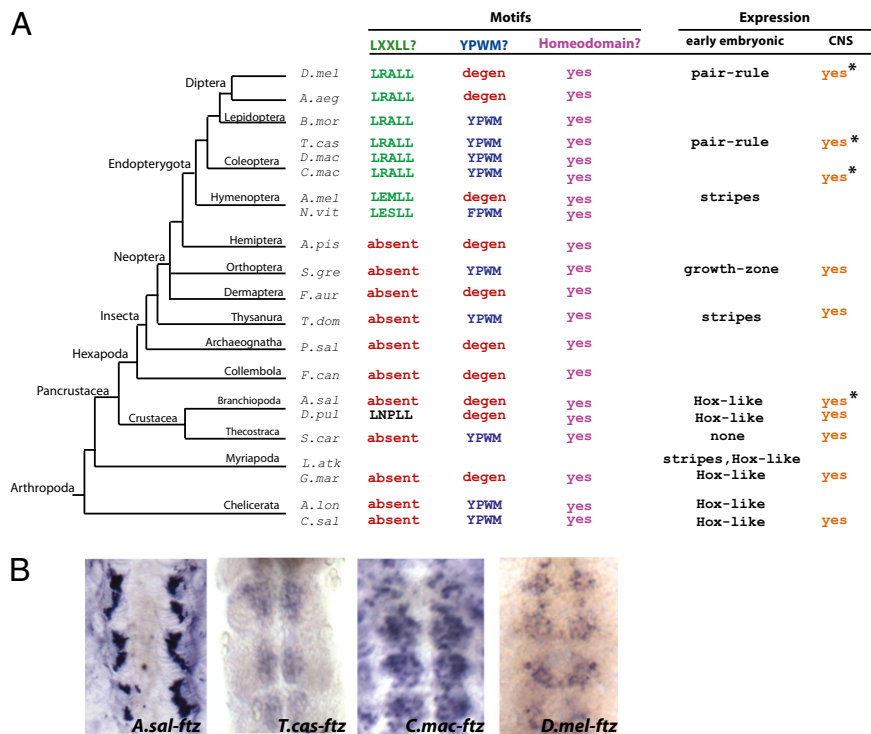 A
Motifs Expression
LXXLL? YPWM? Homeodomain? early embryonic CNS
Diptera D.mel LRALL degen yes pair-rule yes*
A.aeg LRALL degen yes
Lepidoptera B.mor LRALL YPWM yes
T.cas LRALL YPWM yes pair-rule yes*
Endopterygota Coleoptera D.mac LRALL YPWM yes
C.mac LRALL YPWM yes yes*
Hymenoptera A.mel LEMLL degen yes stripes
N.vit LESLL FPWM yes
Hemiptera A.pis absent degen yes
Neoptera Orthoptera S.gre absent YPWM yes growth-zone yes
Dermaptera F.aur absent degen yes
Insecta Thysanura T.dom absent YPWM yes stripes yes
Archaeognatha P.sal absent degen yes
Hexapoda
Collembola F.can absent degen yes
Pancrustacea
Branchiopoda A.sal absent degen yes Hox-like yes*
Crustacea D.pul LNPLL degen yes Hox-like yes
Thecostraca S.car absent YPWM yes none yes
Myriapoda L.atk stripes,Hox-like
G.mar absent degen yes Hox-like yes
Arthropoda
Chelicerata A.lon absent YPWM yes Hox-like
C.sal absent YPWM yes Hox-like yes
B
A.sal-ftz T.cas-ftz C.mac-ftz D.mel-ftz